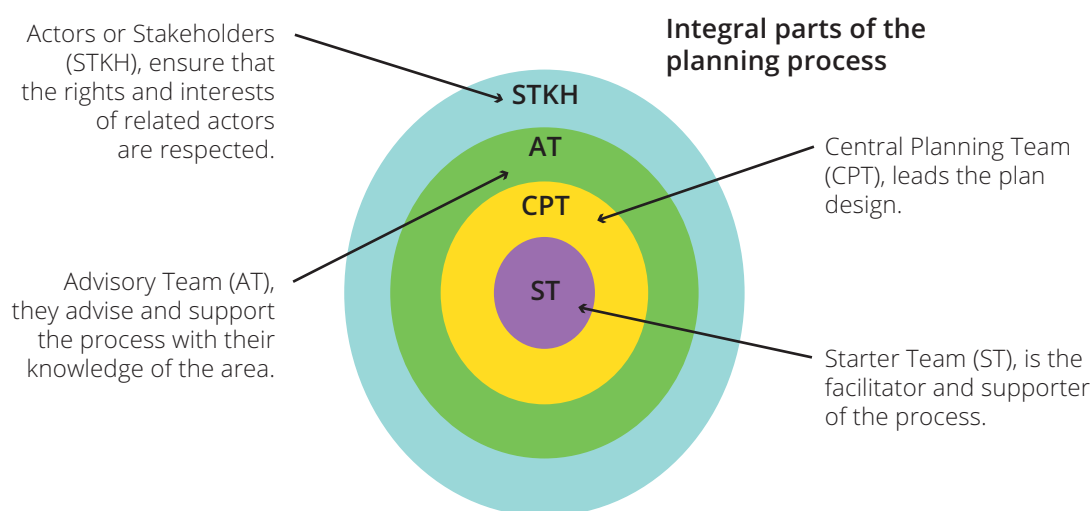 Integral parts of the
planning process
Actors or Stakeholders
(STKH), ensure that
the rights and interests
of related actors
are respected.
STKH
AT
CPT
ST
Central Planning Team
(CPT), leads the plan
design.
Advisory Team (AT),
they advise and support
the process with their
knowledge of the area.
Starter Team (ST), is the
facilitator and supporter
of the process.